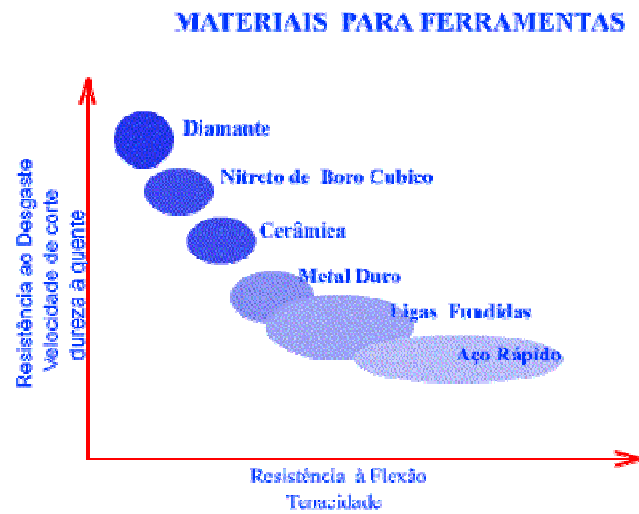 MATERIAIS PARA FERRAMENTAS
Diamante
Nitreto de Boro Cubico
Cerâmica
Metal Duro
Ligas Fundidas
Aço Rápido
Resistência ao Desgaste
Velocidade de corte
dureza à quente
Resistência à Flexão
Tenacidade